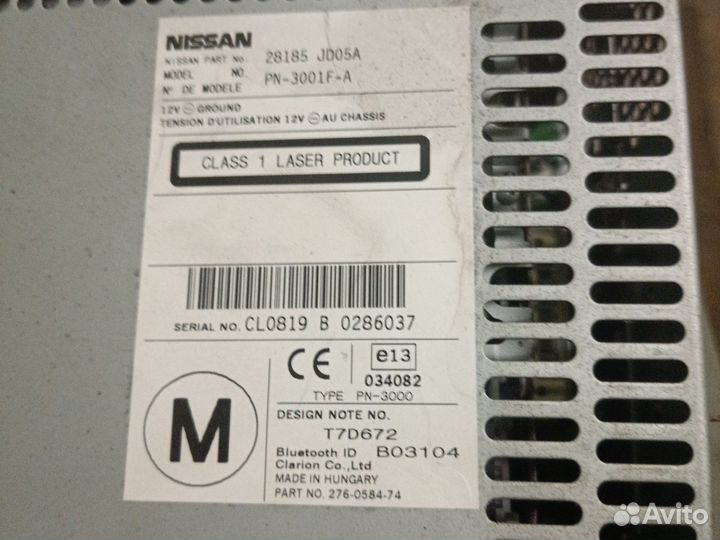 NISSAN
NISSAN PART No. 28185 JD05A
MODEL NO. PN-3001F-A
N° DE MODELE
12V ⊖ GROUND
TENSION D'UTILISATION 12V ⊖ AU CHASSIS
CLASS 1 LASER PRODUCT
SERIAL NO. CL0819 B 0286037
CE e13
034082
TYPE PN-3000
M
DESIGN NOTE NO.
T7D672
Bluetooth ID B03104
Clarion Co.,Ltd
MADE IN HUNGARY
PART NO. 276-0584-74
Avito